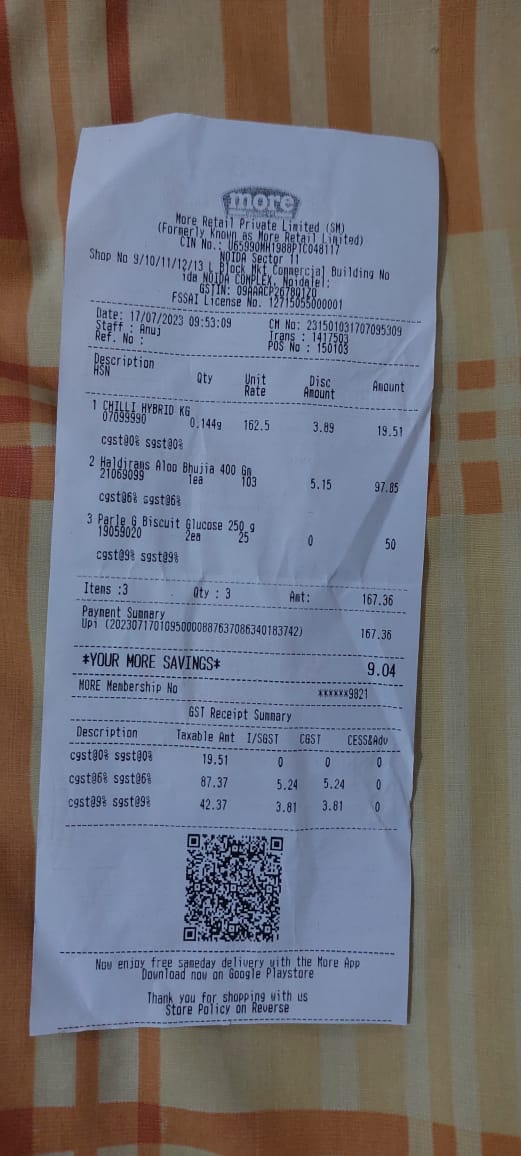 more
More Retail Private Limited (SM)
(Formerly Known as More Retail Limited)
CIN No.: U65990MH1988PTC048117
NOIDA Sector 11
Shop No 9/10/11/12/13 L Block Mkt Commercial Building No
ida NOIDA COMPLEX, Noidatel:
GSTIN: 09AAACP2678Q1Z0
FSSAI License No. 12715055000001
Date: 17/07/2023 09:53:09 CM No: 231501031707095309
Staff : Anuj Trans : 1417503
Ref. No : POS No : 150103
Description Qty Unit Disc Amount
HSN Rate Amount
1 CHILLI HYBRID KG
07099990 0.144g 162.5 3.89 19.51
cgst@0% sgst@0%
2 Haldirams Aloo Bhujia 400 Gm
21069099 1ea 103 5.15 97.85
cgst@6% sgst@6%
3 Parle G Biscuit Glucose 250 g
19059020 2ea 25 0 50
cgst@9% sgst@9%
Items :3 Qty : 3 Amt: 167.36
Payment Summary
Upi (20230717010950000887637086340183742) 167.36
*YOUR MORE SAVINGS* 9.04
MORE Membership No ******9821
GST Receipt Summary
Description Taxable Amt I/SGST CGST CESS&Adv
cgst@0% sgst@0% 19.51 0 0 0
cgst@6% sgst@6% 87.37 5.24 5.24 0
cgst@9% sgst@9% 42.37 3.81 3.81 0
Now enjoy free sameday delivery with the More App
Download now on Google Playstore
Thank you for shopping with us
Store Policy on Reverse